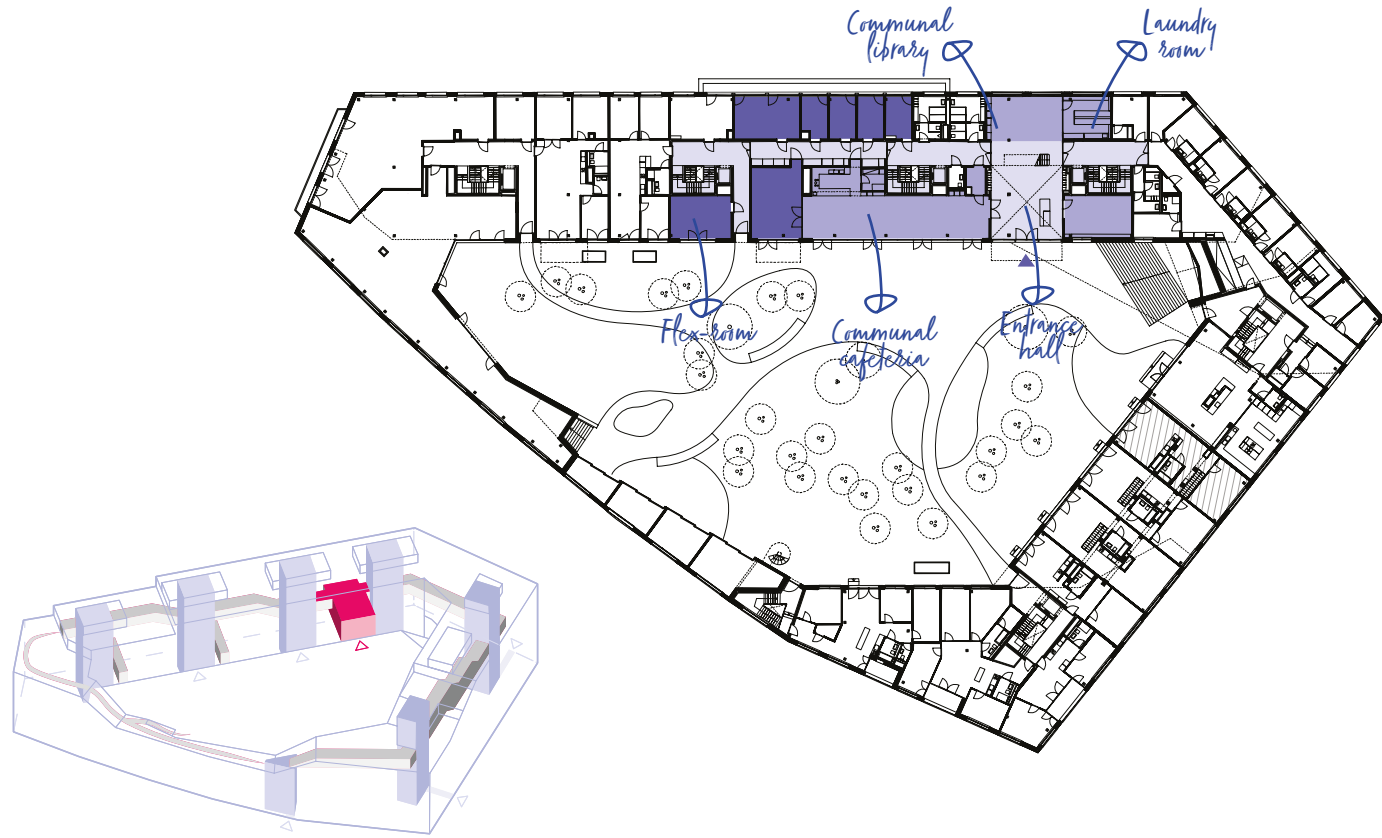 Communal
library
Laundry
room
Flex-room
Communal
cafeteria
Entrance
hall